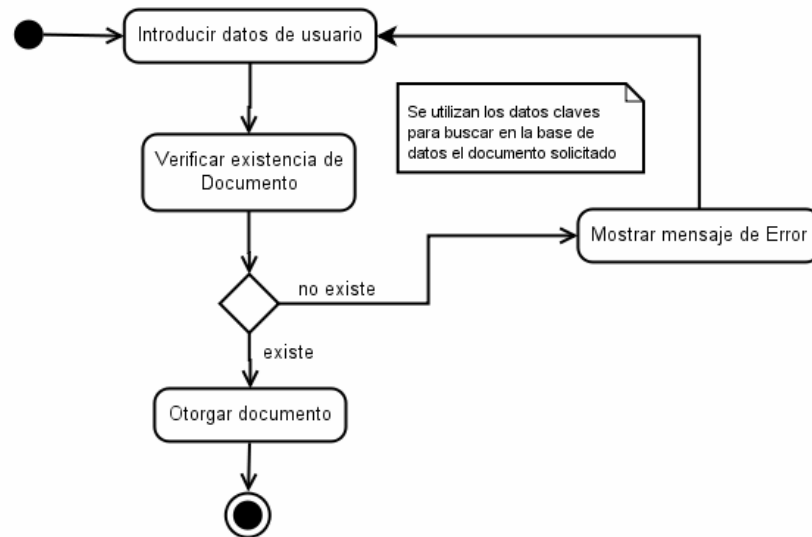 Introducir datos de usuario
Se utilizan los datos claves
para buscar en la base de
datos el documento solicitado
Verificar existencia de
Documento
Mostrar mensaje de Error
no existe
existe
Otorgar documento